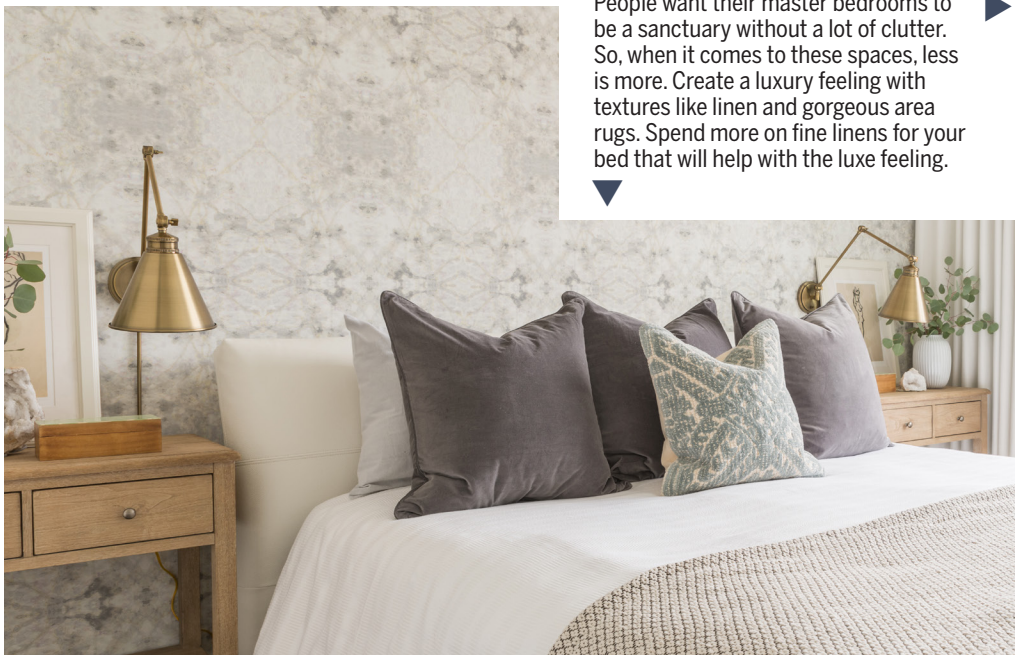 People want their master bedrooms to
be a sanctuary without a lot of clutter.
So, when it comes to these spaces, less
is more. Create a luxury feeling with
textures like linen and gorgeous area
rugs. Spend more on fine linens for your
bed that will help with the luxe feeling.